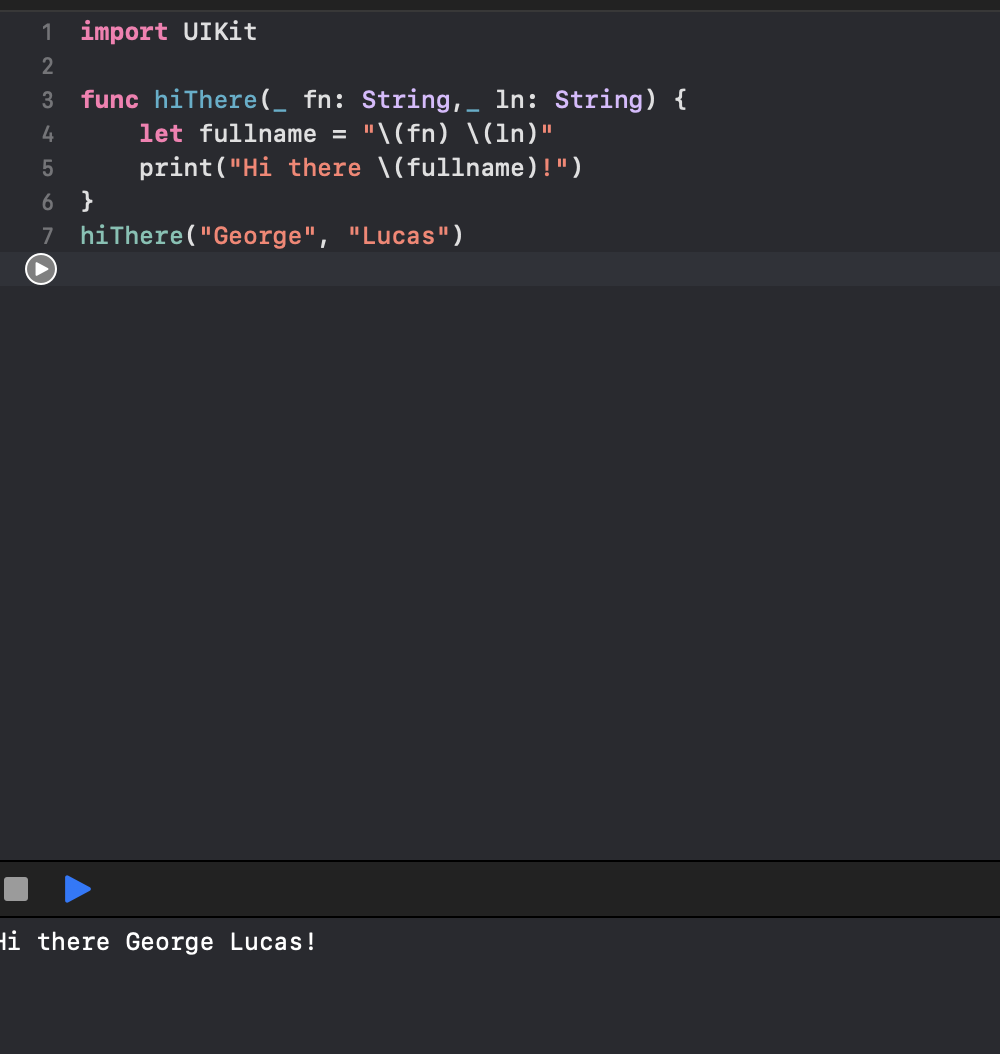 1 import UIKit
2
3 func hiThere(_ fn: String,_ ln: String) {
4     let fullname = "\(fn) \(ln)"
5     print("Hi there \(fullname)!")
6 }
7 hiThere("George", "Lucas")
Hi there George Lucas!